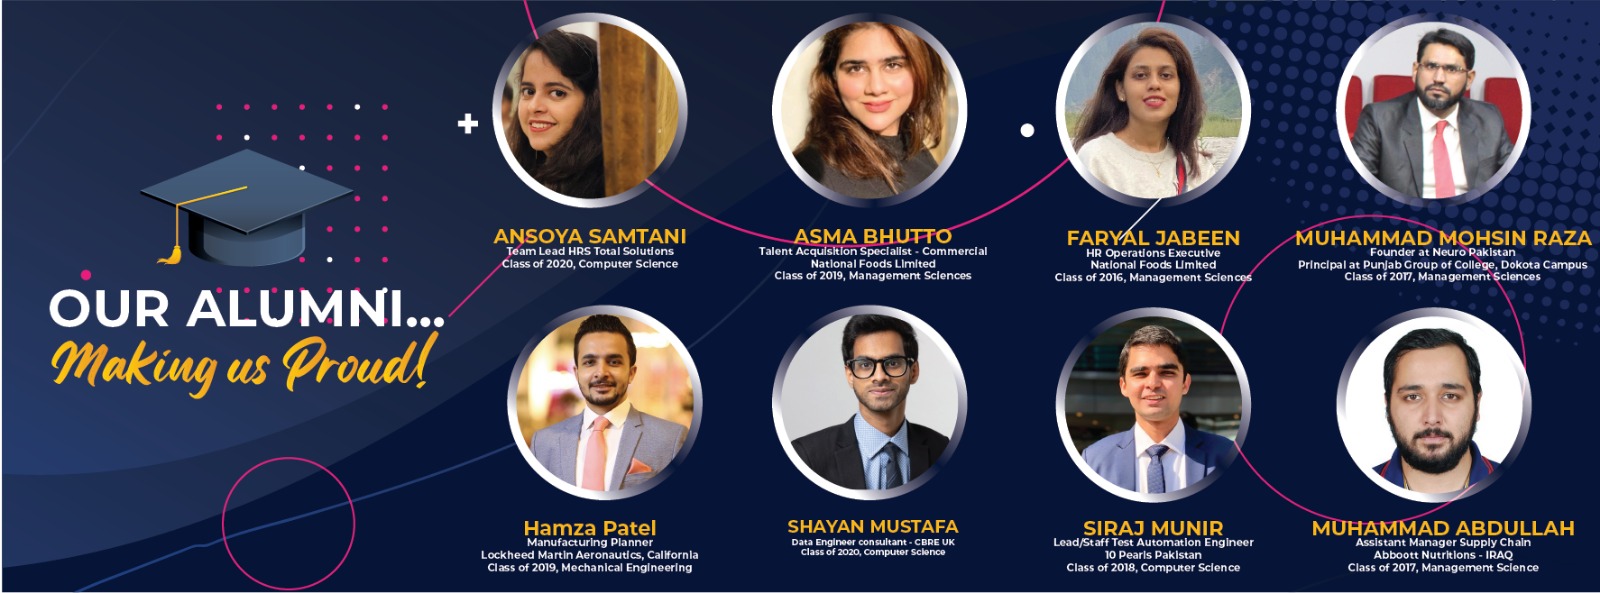 OUR ALUMNI...
Making us Proud!
ANSOYA SAMTANI
Team Lead HRS Total Solutions
Class of 2020, Computer Science
ASMA BHUTTO
Talent Acquisition Specialist - Commercial
National Foods Limited
Class of 2019, Management Sciences
FARYAL JABEEN
HR Operations Executive
National Foods Limited
Class of 2016, Management Sciences
MUHAMMAD MOHSIN RAZA
Founder at Neuro Pakistan
Principal at Punjab Group of College, Dokota Campus
Class of 2017, Management Sciences
Hamza Patel
Manufacturing Planner
Lockheed Martin Aeronautics, California
Class of 2019, Mechanical Engineering
SHAYAN MUSTAFA
Data Engineer consultant - CBRE UK
Class of 2020, Computer Science
SIRAJ MUNIR
Lead/Staff Test Automation Engineer
10 Pearls Pakistan
Class of 2018, Computer Science
MUHAMMAD ABDULLAH
Assistant Manager Supply Chain
Abboott Nutritions - IRAQ
Class of 2017, Management Science